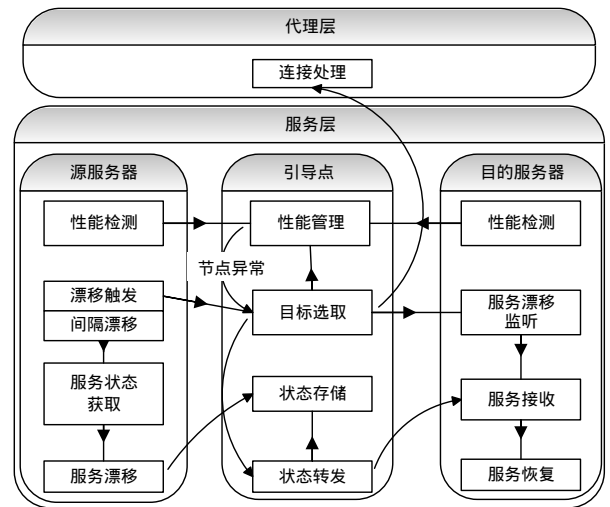 代理层
连接处理
服务层
源服务器
引导点
目的服务器
性能检测
性能管理
性能检测
节点异常
漂移触发
间隔漂移
目标选取
服务漂移
监听
服务状态
获取
状态存储
服务接收
服务漂移
状态转发
服务恢复